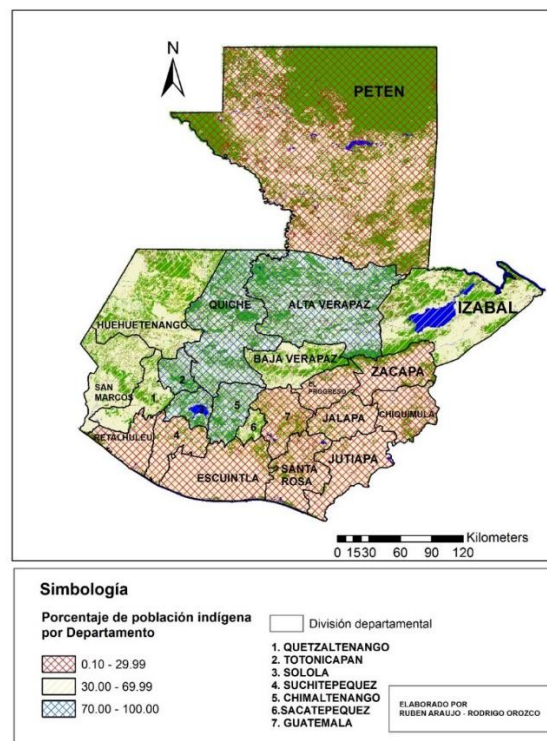 N
PETEN
IZABAL
QUICHE
ALTA VERAPAZ
HUEHUETENANGO
BAJA VERAPAZ
ZACAPA
EL
PROGRESO
SAN
MARCOS
1
2
5
6
7
JALAPA
CHIQUIMULA
RETALHULEU
4
ESCUINTLA
SANTA
ROSA
JUTIAPA
Kilometers
0 15 30 60 90 120
Simbología
Porcentaje de población indígena
por Departamento
0.10 - 29.99
30.00 - 69.99
70.00 - 100.00
División departamental
1. QUETZALTENANGO
2. TOTONICAPAN
3. SOLOLA
4. SUCHITEPEQUEZ
5. CHIMALTENANGO
6.SACATEPEQUEZ
7. GUATEMALA
ELABORADO POR
RUBEN ARAUJO - RODRIGO OROZCO